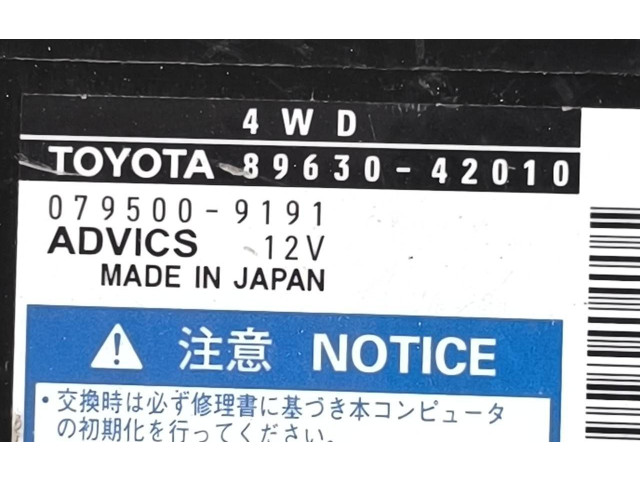 4WD
TOYOTA 89630-42010
079500-9191
ADVICS 12V
MADE IN JAPAN
注意 NOTICE
・交換時は必ず修理書に基づき本コンピュータ
の初期化を行ってください。